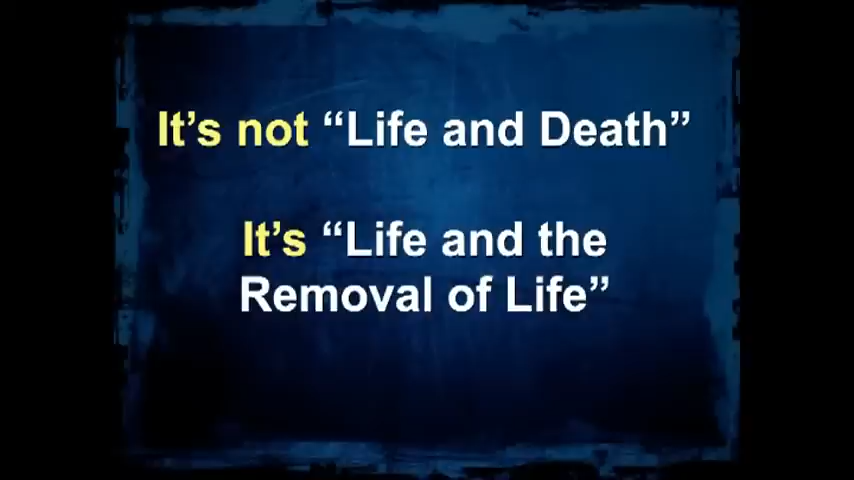 It’s not “Life and Death”
It’s “Life and the
Removal of Life”